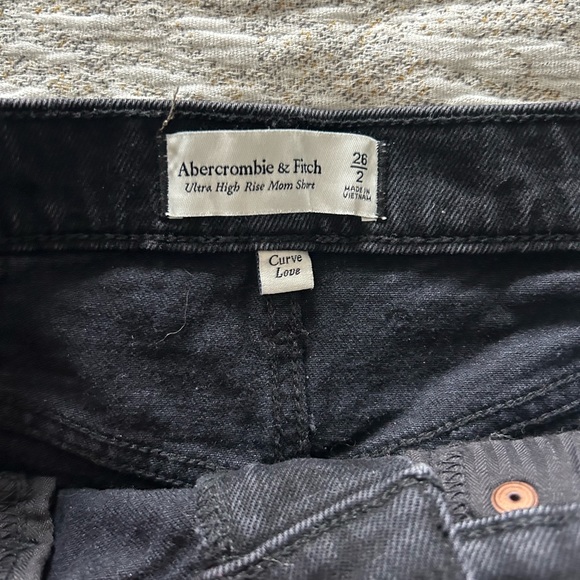 Abercrombie & Fitch
Ultra High Rise Mom Short
26
2
MADE IN
VIETNAM
Curve
Love